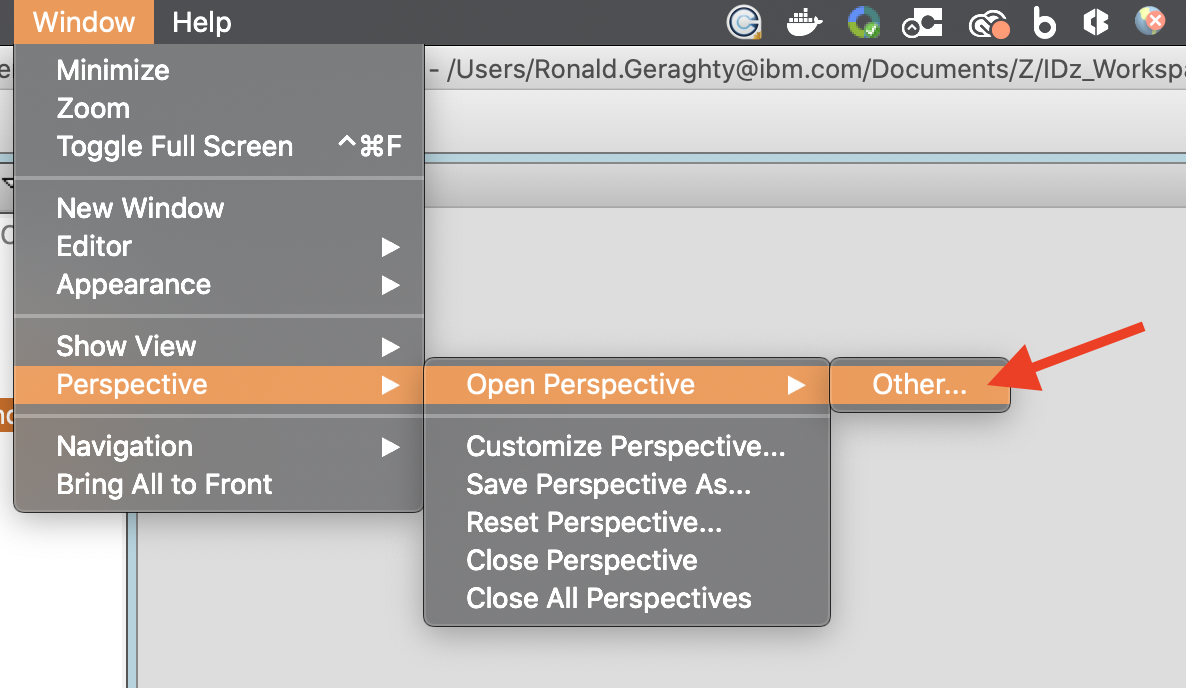 Window Help
Minimize - /Users/Ronald.Geraghty@ibm.com/Documents/Z/IDz_Worksp
Zoom
Toggle Full Screen ^⌘F
New Window
Editor
Appearance
Show View
Perspective
Open Perspective
Other...
Navigation
Bring All to Front
Customize Perspective...
Save Perspective As...
Reset Perspective...
Close Perspective
Close All Perspectives